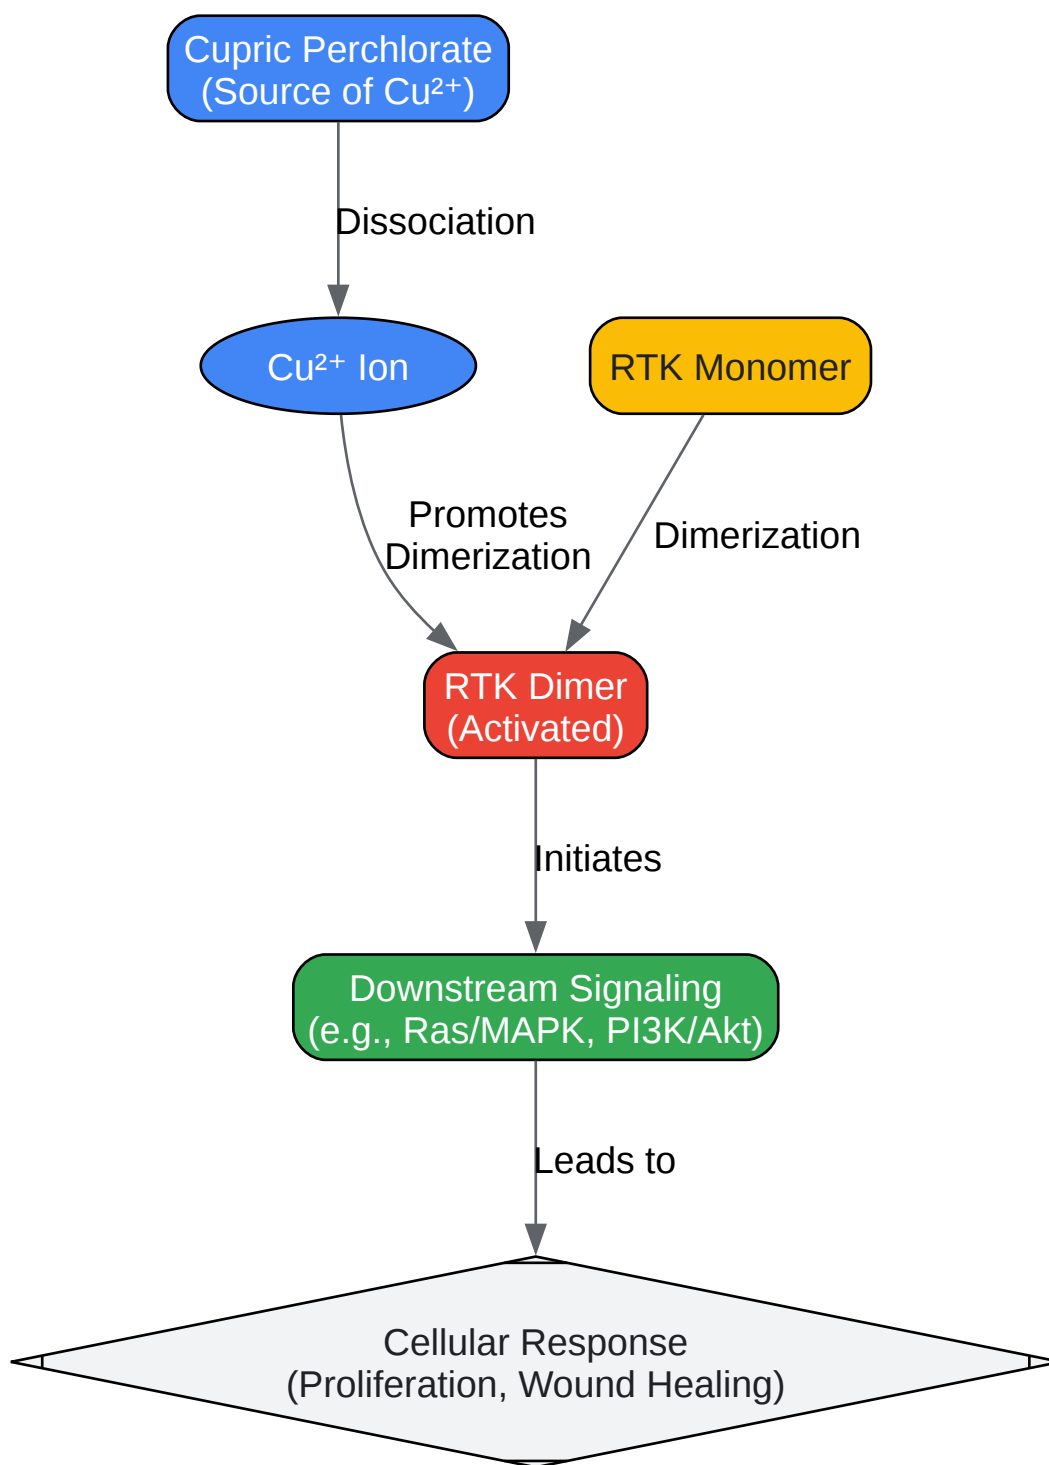 Cupric Perchlorate
(Source of Cu²⁺)
Dissociation
Cu²⁺ Ion
RTK Monomer
Promotes
Dimerization
Dimerization
RTK Dimer
(Activated)
Initiates
Downstream Signaling
(e.g., Ras/MAPK, PI3K/Akt)
Leads to
Cellular Response
(Proliferation, Wound Healing)